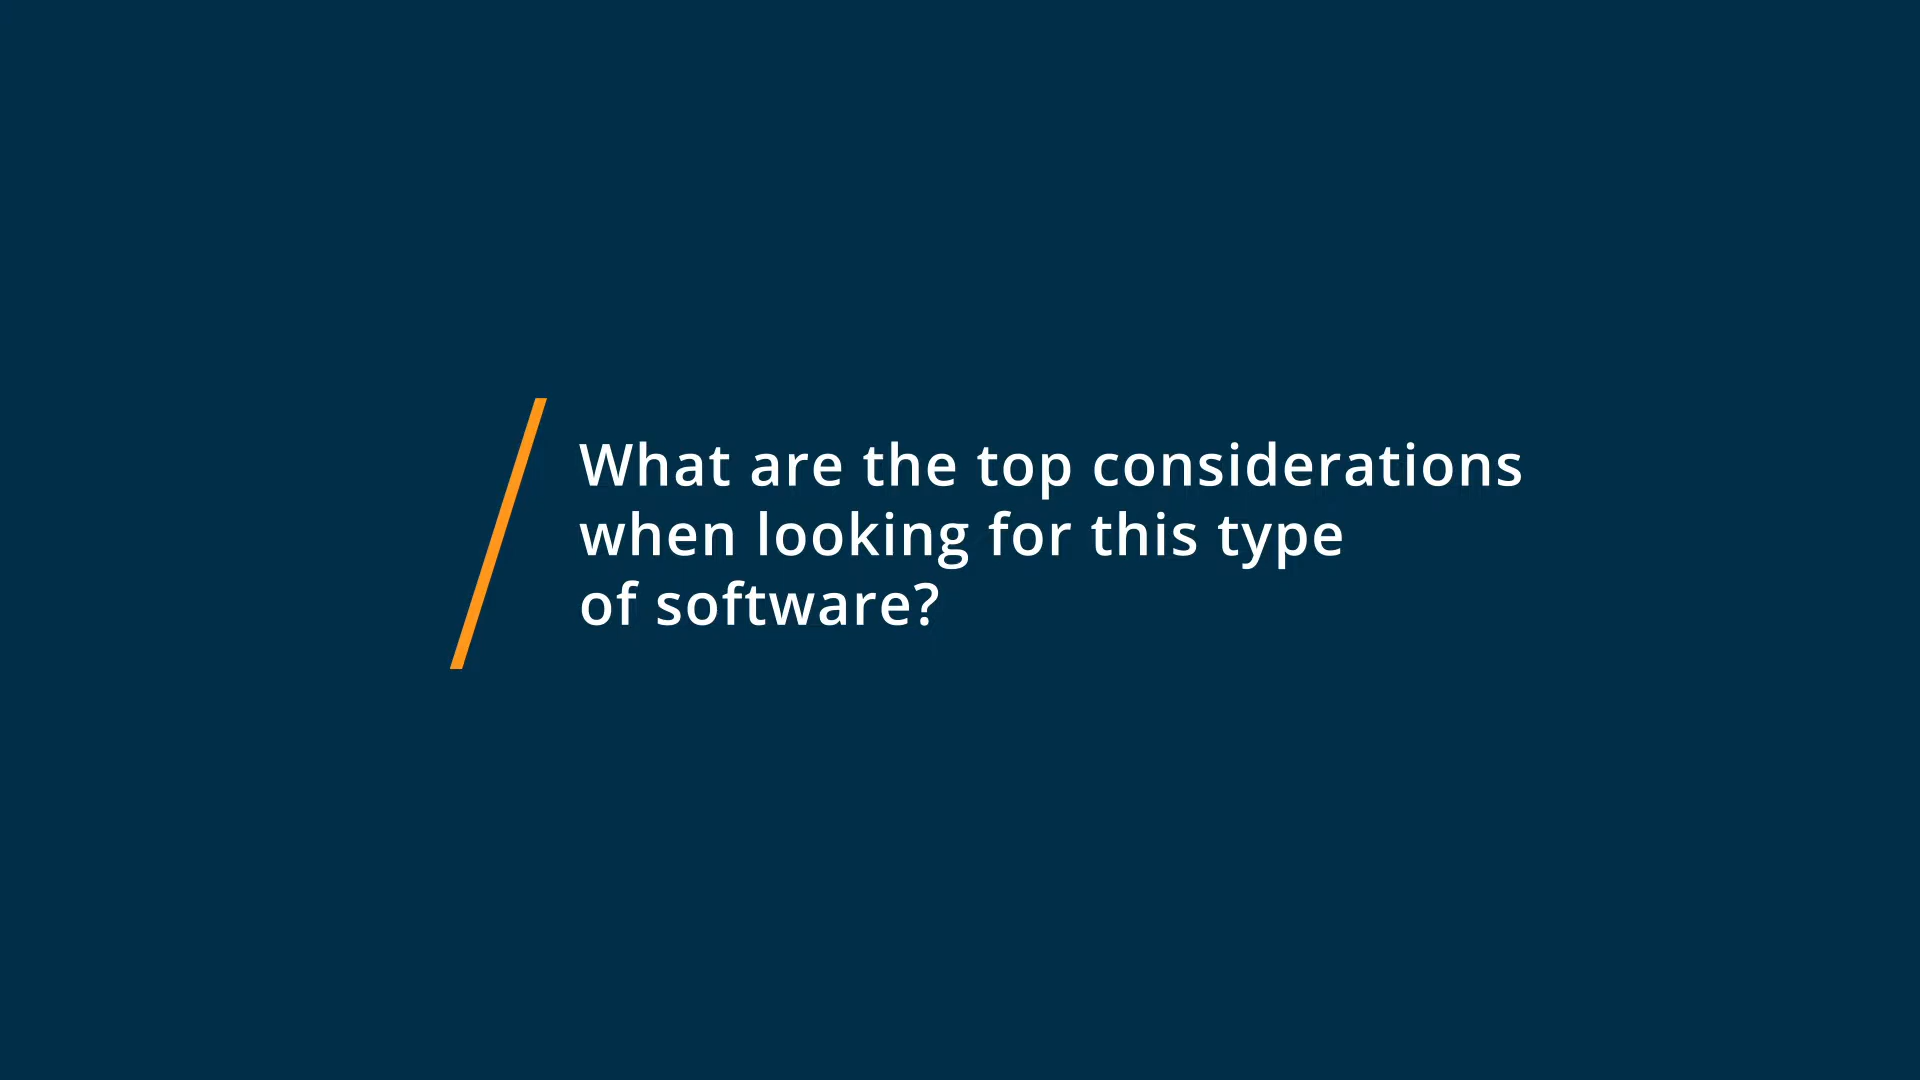 What are the top considerations
when looking for this type
of software?